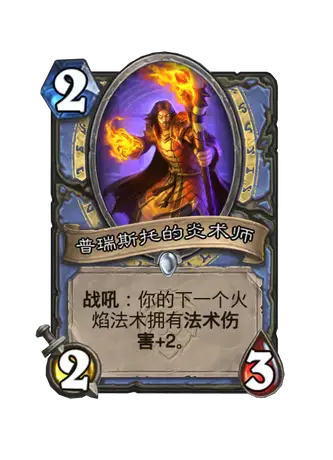 2
普瑞斯托的炎术师
战吼：你的下一个火
焰法术拥有法术伤
害+2。
2
3